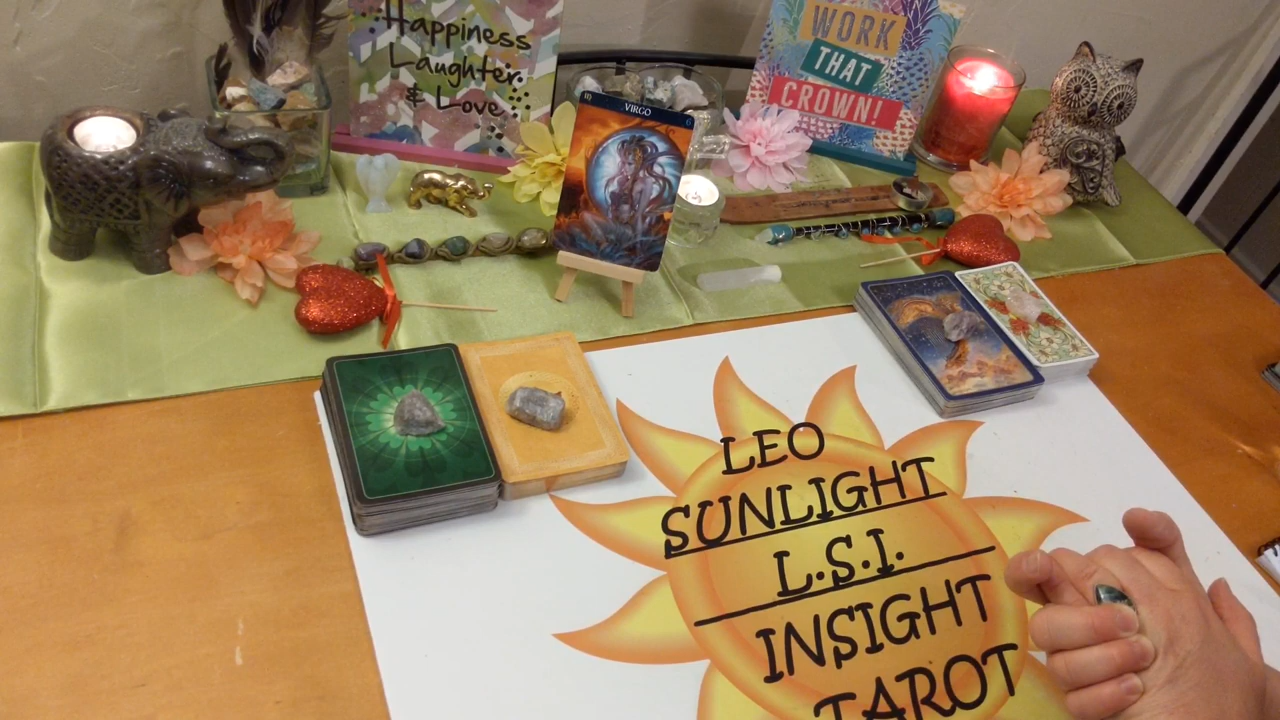 Happiness
Laughter
& Love
WORK
THAT
CROWN!
VIRGO
LEO
SUNLIGHT
L.S.I.
INSIGHT
TAROT